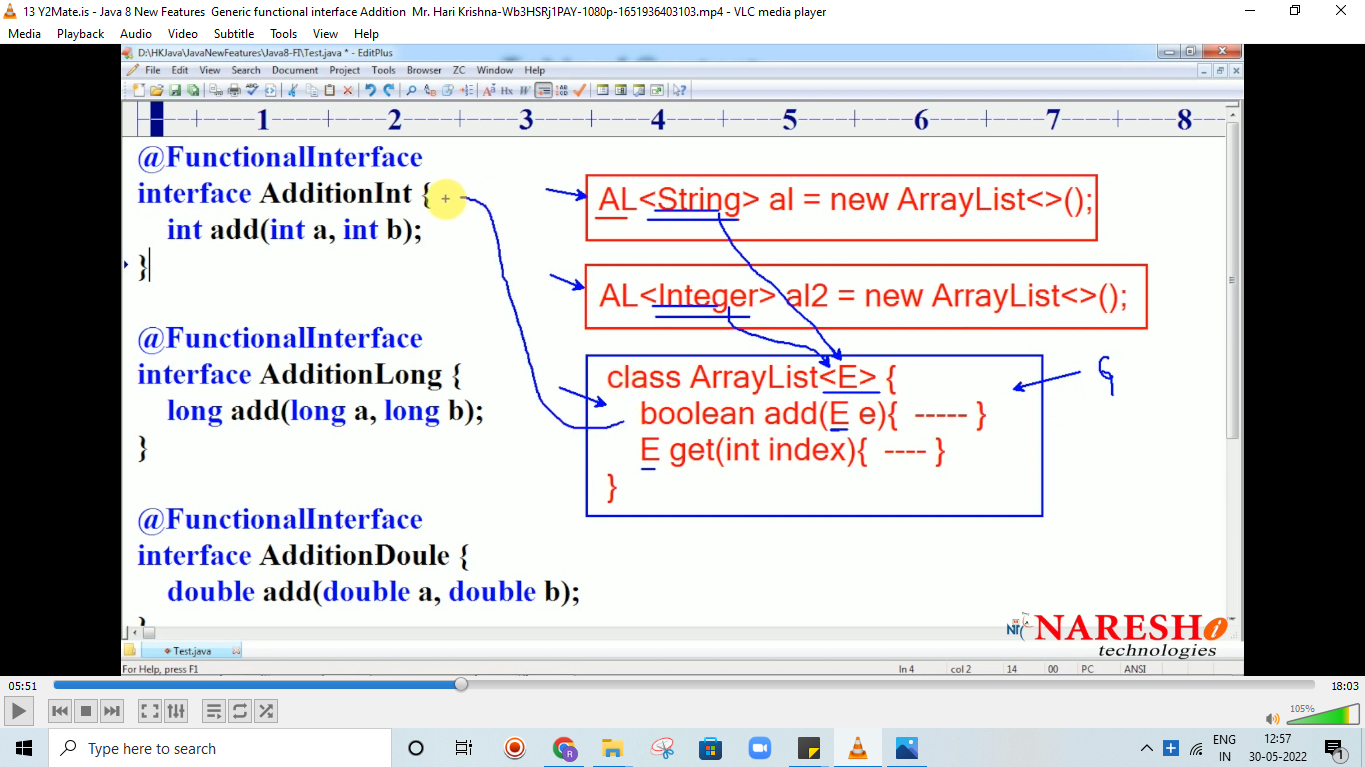 13 Y2Mate.is - Java 8 New Features Generic functional interface Addition Mr. Hari Krishna-Wb3HSRj1PAY-1080p-1651936403103.mp4 - VLC media player
Media Playback Audio Video Subtitle Tools View Help
D:\HKJava\JavaNewFeatures\Java8-FI\Test.java * - EditPlus
File Edit View Search Document Project Tools Browser ZC Window Help
1 2 3 4 5 6 7 8
@FunctionalInterface
interface AdditionInt {
int add(int a, int b);
}
@FunctionalInterface
interface AdditionLong {
long add(long a, long b);
}
@FunctionalInterface
interface AdditionDoule {
double add(double a, double b);
}
AL<String> al = new ArrayList<>();
AL<Integer> al2 = new ArrayList<>();
class ArrayList<E> {
boolean add(E e){ ----- }
E get(int index){ ---- }
}
G
NARESH i
technologies
Test.java
For Help, press F1 ln 4 col 2 14 00 PC ANSI
05:51 18:03
105%
Type here to search
ENG
IN
12:57
30-05-2022
1